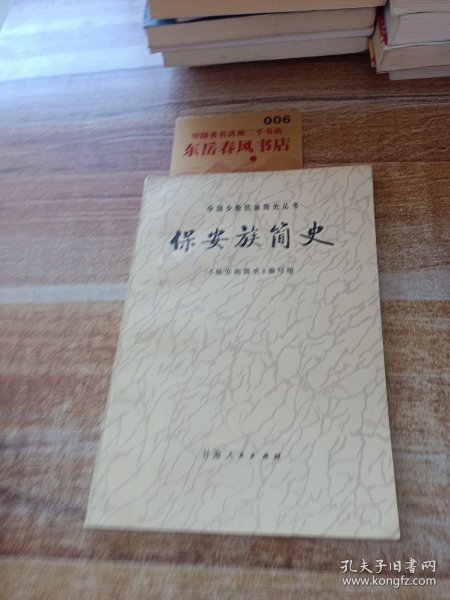 006
中国著名优质二手书店
东岳春风书店
中国少数民族简史丛书
保安族简史
《保安族简史》编写组
甘肃人民出版社
孔夫子旧书网
www.kongfz.com